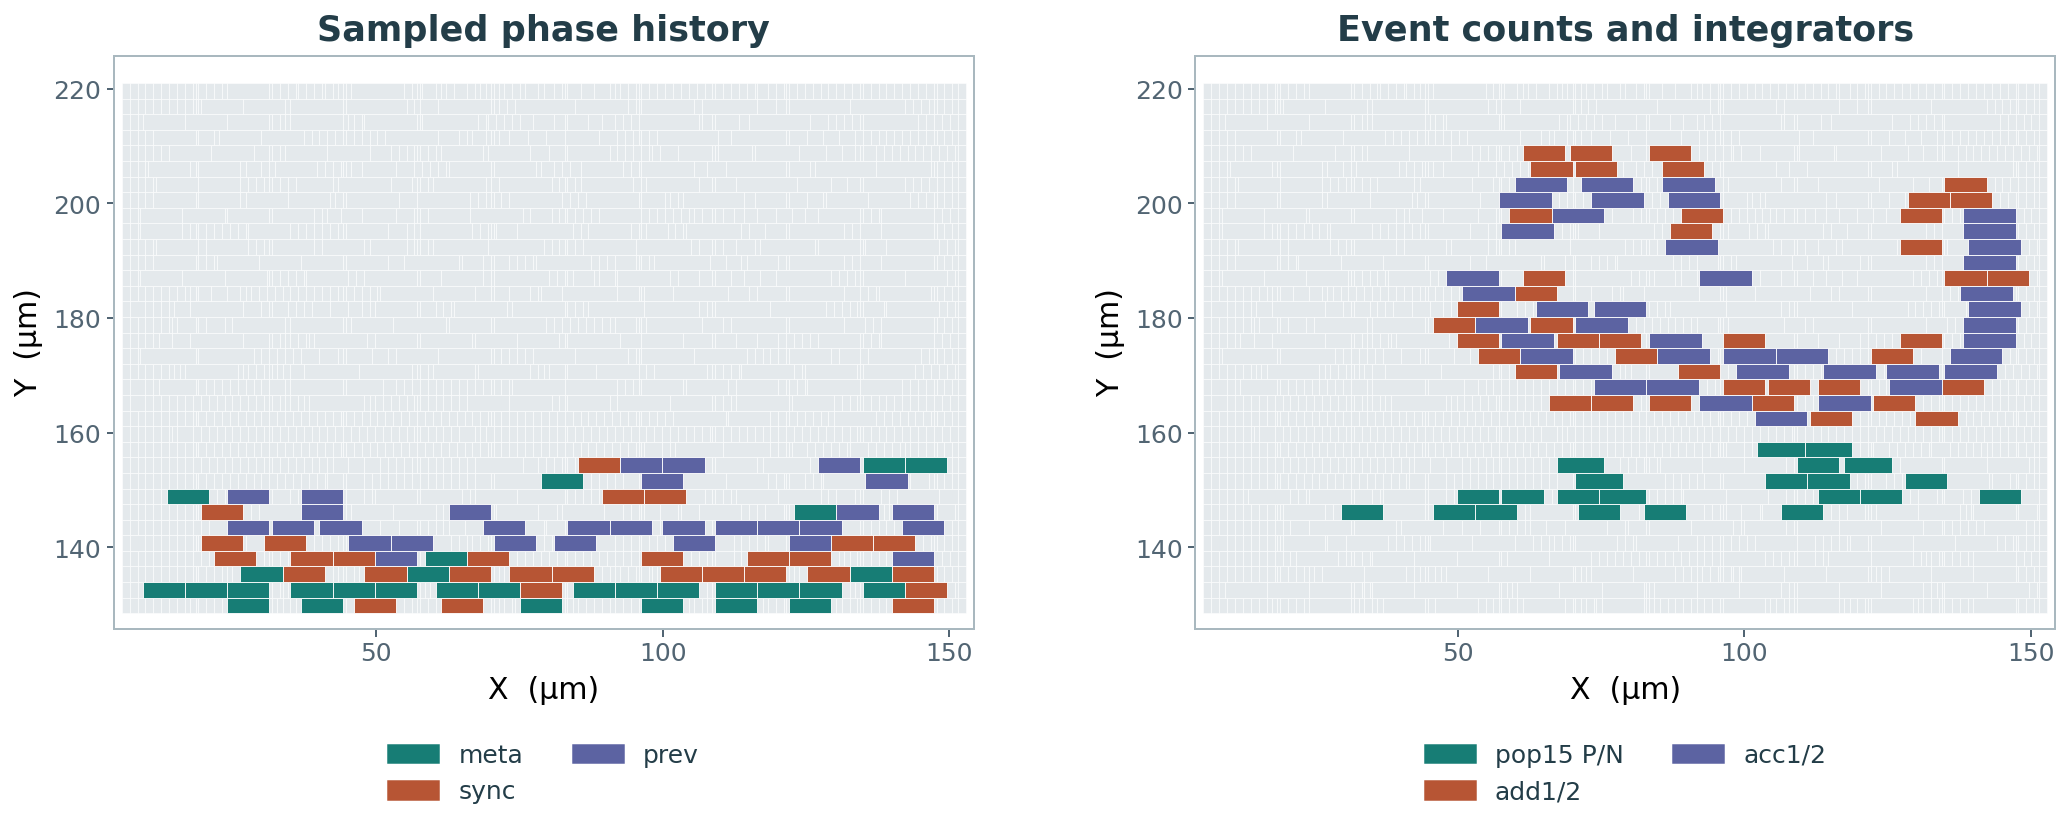 Sampled phase history
220
200
180
160
140
Y (µm)
50 100 150
X (µm)
meta prev
sync
Event counts and integrators
220
200
180
160
140
Y (µm)
50 100 150
X (µm)
pop15 P/N acc1/2
add1/2